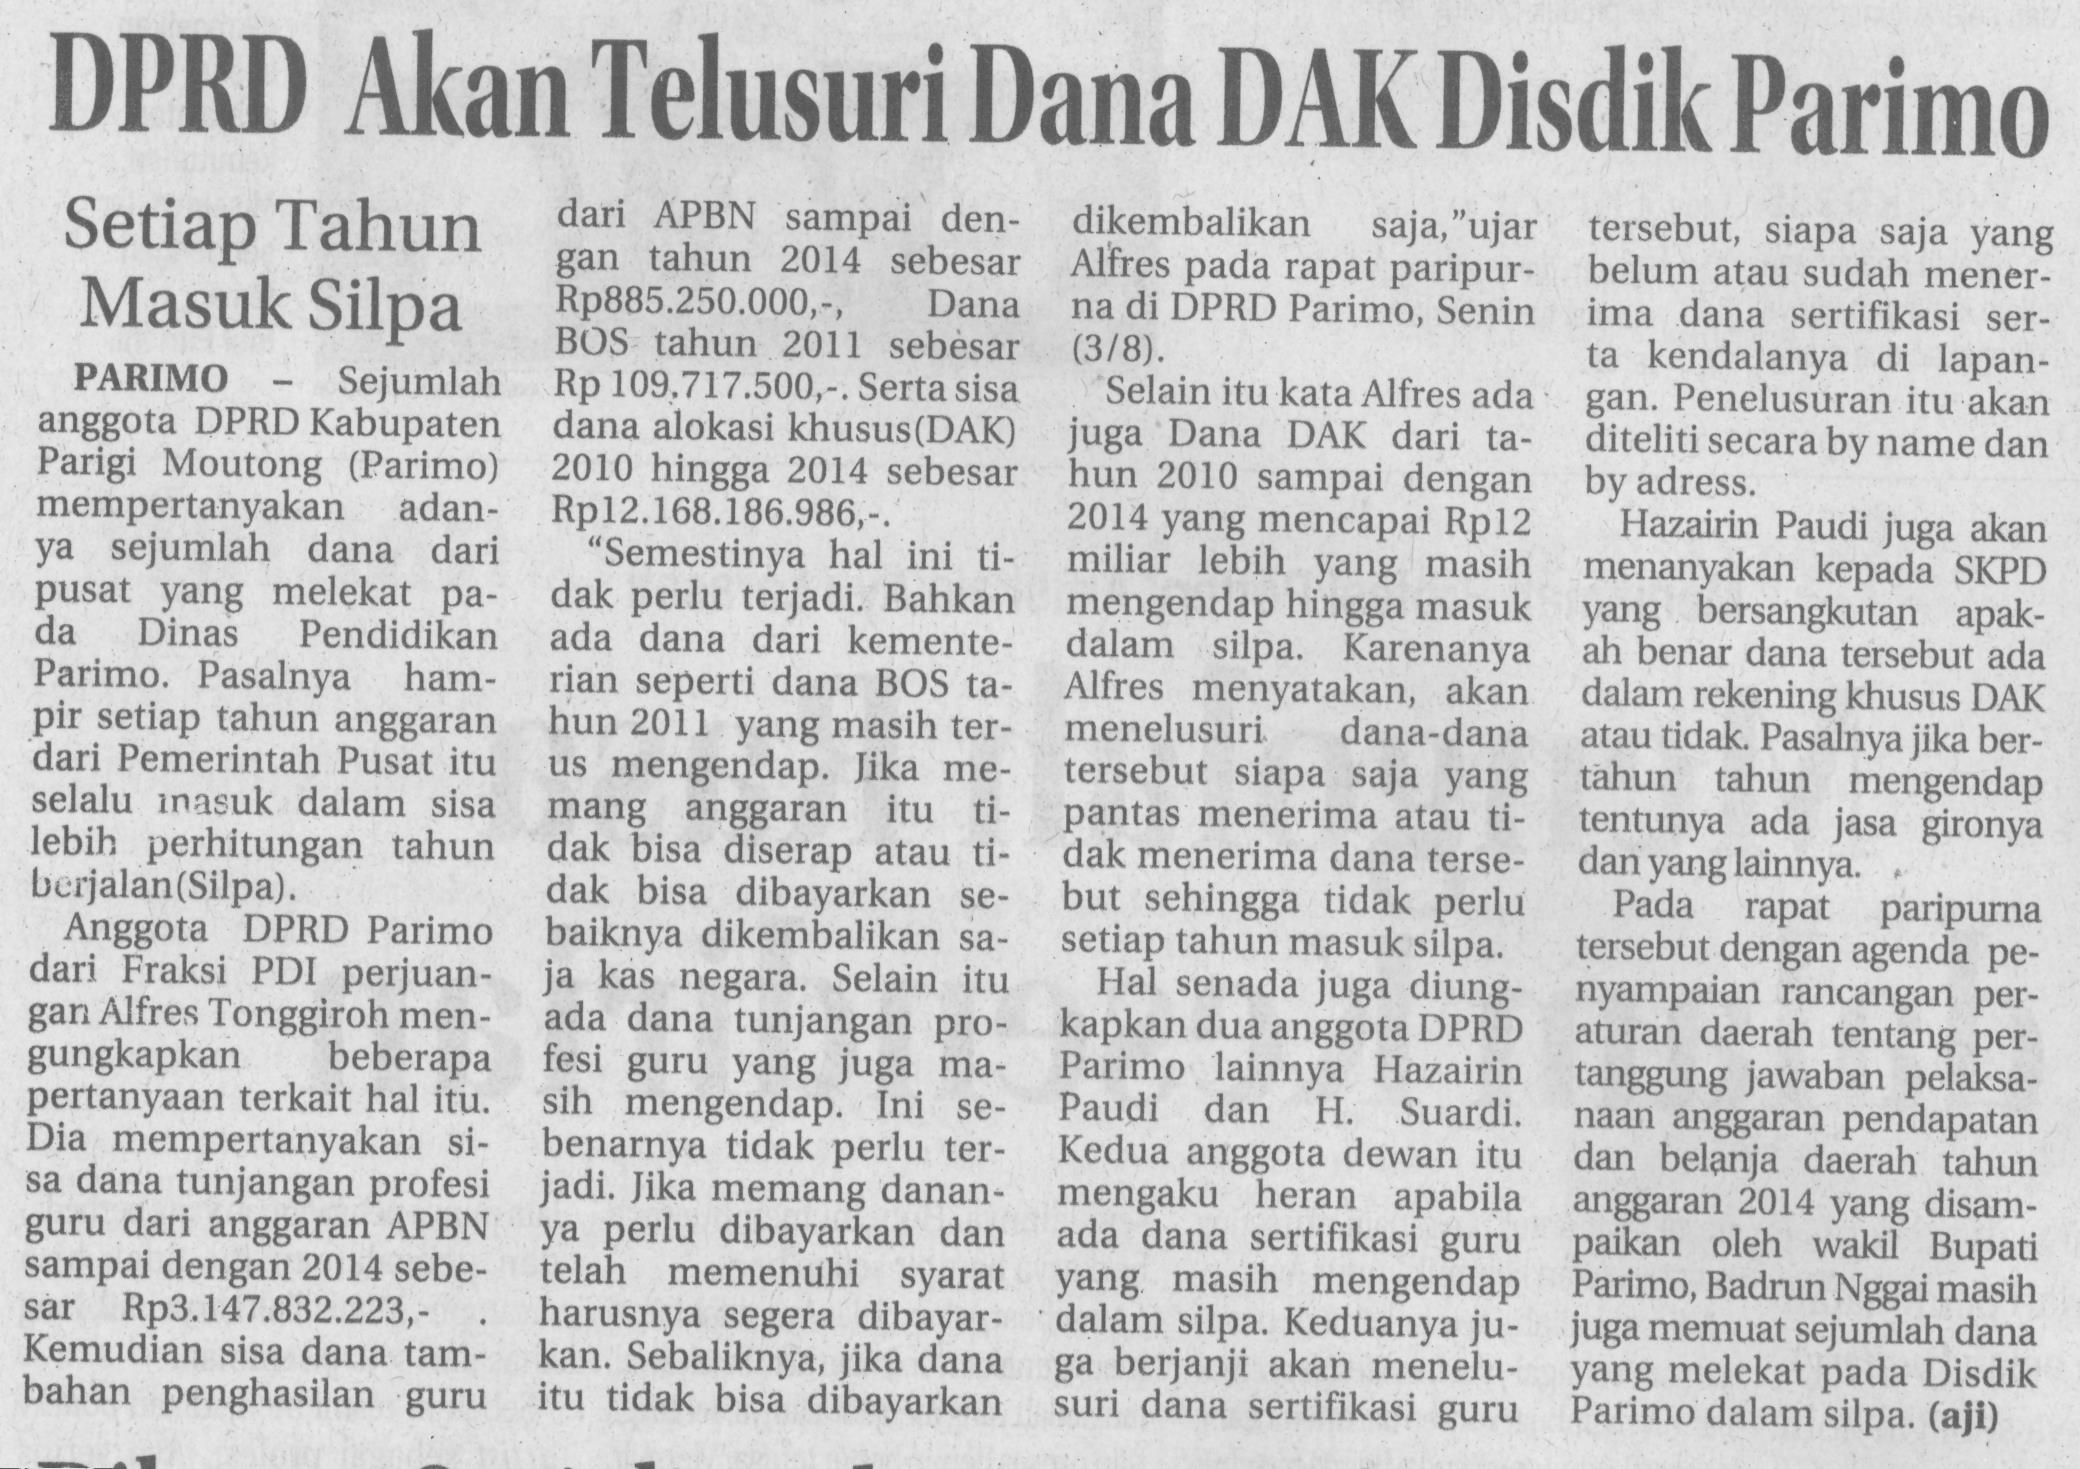 DPRD Akan Telusuri Dana DAK Disdik Parimo
Setiap Tahun
Masuk Silpa
PARIMO – Sejumlah
anggota DPRD Kabupaten
Parigi Moutong (Parimo)
mempertanyakan adan-
ya sejumlah dana dari
pusat yang melekat pa-
da Dinas Pendidikan
Parimo. Pasalnya ham-
pir setiap tahun anggaran
dari Pemerintah Pusat itu
selalu masuk dalam sisa
lebih perhitungan tahun
berjalan(Silpa).
Anggota DPRD Parimo
dari Fraksi PDI perjuan-
gan Alfres Tonggiroh men-
gungkapkan beberapa
pertanyaan terkait hal itu.
Dia mempertanyakan si-
sa dana tunjangan profesi
guru dari anggaran APBN
sampai dengan 2014 sebe-
sar Rp3.147.832.223,- .
Kemudian sisa dana tam-
bahan penghasilan guru
dari APBN sampai den-
gan tahun 2014 sebesar
Rp885.250.000,-, Dana
BOS tahun 2011 sebesar
Rp 109.717.500,-. Serta sisa
dana alokasi khusus(DAK)
2010 hingga 2014 sebesar
Rp12.168.186.986,-.
“Semestinya hal ini ti-
dak perlu terjadi. Bahkan
ada dana dari kemente-
rian seperti dana BOS ta-
hun 2011 yang masih ter-
us mengendap. Jika me-
mang anggaran itu ti-
dak bisa diserap atau ti-
dak bisa dibayarkan se-
baiknya dikembalikan sa-
ja kas negara. Selain itu
ada dana tunjangan pro-
fesi guru yang juga ma-
sih mengendap. Ini se-
benarnya tidak perlu ter-
jadi. Jika memang danan-
ya perlu dibayarkan dan
telah memenuhi syarat
harusnya segera dibayar-
kan. Sebaliknya, jika dana
itu tidak bisa dibayarkan
dikembalikan saja,”ujar
Alfres pada rapat paripur-
na di DPRD Parimo, Senin
(3/8).
Selain itu kata Alfres ada
juga Dana DAK dari ta-
hun 2010 sampai dengan
2014 yang mencapai Rp12
miliar lebih yang masih
mengendap hingga masuk
dalam silpa. Karenanya
Alfres menyatakan, akan
menelusuri dana-dana
tersebut siapa saja yang
pantas menerima atau ti-
dak menerima dana terse-
but sehingga tidak perlu
setiap tahun masuk silpa.
Hal senada juga diung-
kapkan dua anggota DPRD
Parimo lainnya Hazairin
Paudi dan H. Suardi.
Kedua anggota dewan itu
mengaku heran apabila
ada dana sertifikasi guru
yang masih mengendap
dalam silpa. Keduanya ju-
ga berjanji akan menelu-
suri dana sertifikasi guru
tersebut, siapa saja yang
belum atau sudah mener-
ima dana sertifikasi ser-
ta kendalanya di lapan-
gan. Penelusuran itu akan
diteliti secara by name dan
by adress.
Hazairin Paudi juga akan
menanyakan kepada SKPD
yang bersangkutan apak-
ah benar dana tersebut ada
dalam rekening khusus DAK
atau tidak. Pasalnya jika ber-
tahun tahun mengendap
tentunya ada jasa gironya
dan yang lainnya.
Pada rapat paripurna
tersebut dengan agenda pe-
nyampaian rancangan per-
aturan daerah tentang per-
tanggung jawaban pelaksa-
naan anggaran pendapatan
dan belanja daerah tahun
anggaran 2014 yang disam-
paikan oleh wakil Bupati
Parimo, Badrun Nggai masih
juga memuat sejumlah dana
yang melekat pada Disdik
Parimo dalam silpa. (aji)